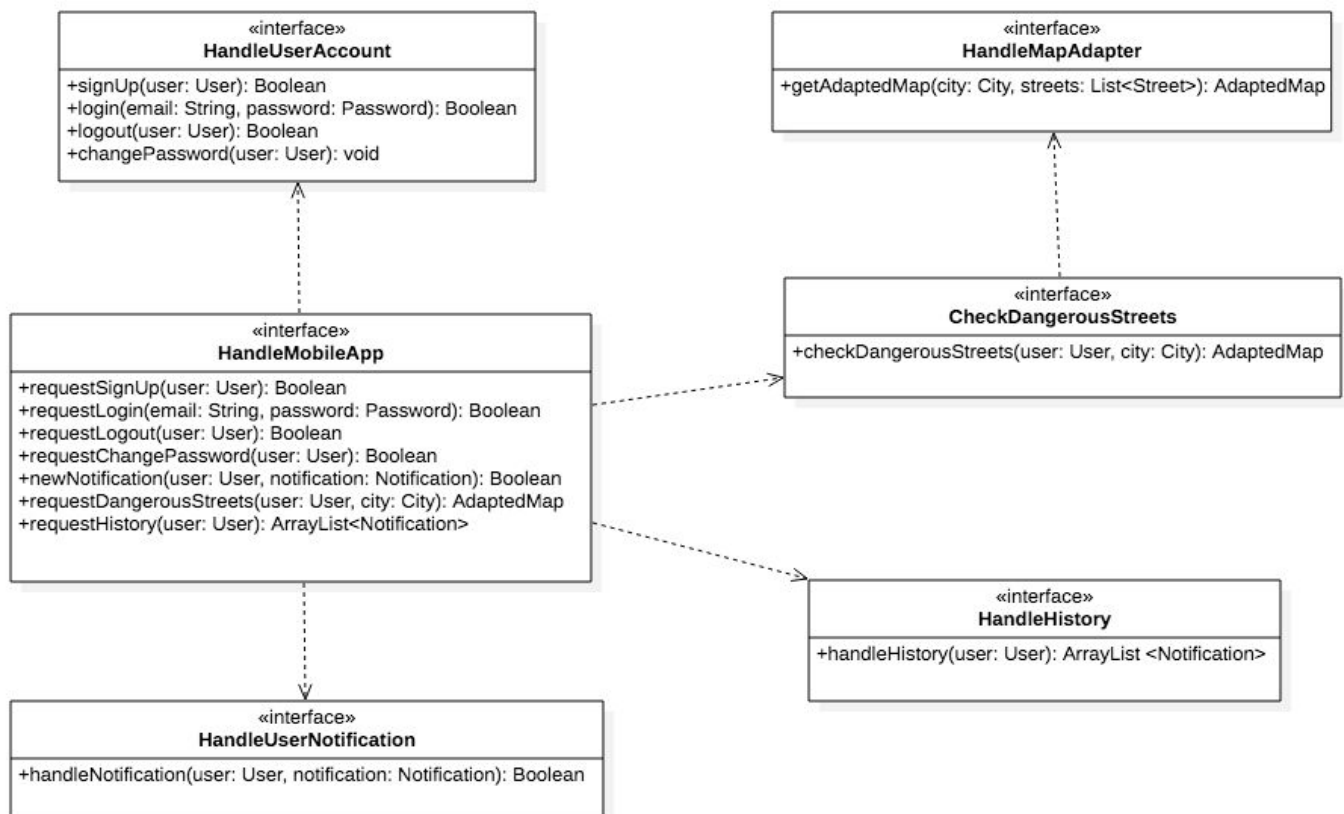 «interface»
HandleUserAccount
+signUp(user: User): Boolean
+login(email: String, password: Password): Boolean
+logout(user: User): Boolean
+changePassword(user: User): void
«interface»
HandleMapAdapter
+getAdaptedMap(city: City, streets: List<Street>): AdaptedMap
«interface»
HandleMobileApp
+requestSignUp(user: User): Boolean
+requestLogin(email: String, password: Password): Boolean
+requestLogout(user: User): Boolean
+requestChangePassword(user: User): Boolean
+newNotification(user: User, notification: Notification): Boolean
+requestDangerousStreets(user: User, city: City): AdaptedMap
+requestHistory(user: User): ArrayList<Notification>
«interface»
CheckDangerousStreets
+checkDangerousStreets(user: User, city: City): AdaptedMap
«interface»
HandleHistory
+handleHistory(user: User): ArrayList <Notification>
«interface»
HandleUserNotification
+handleNotification(user: User, notification: Notification): Boolean